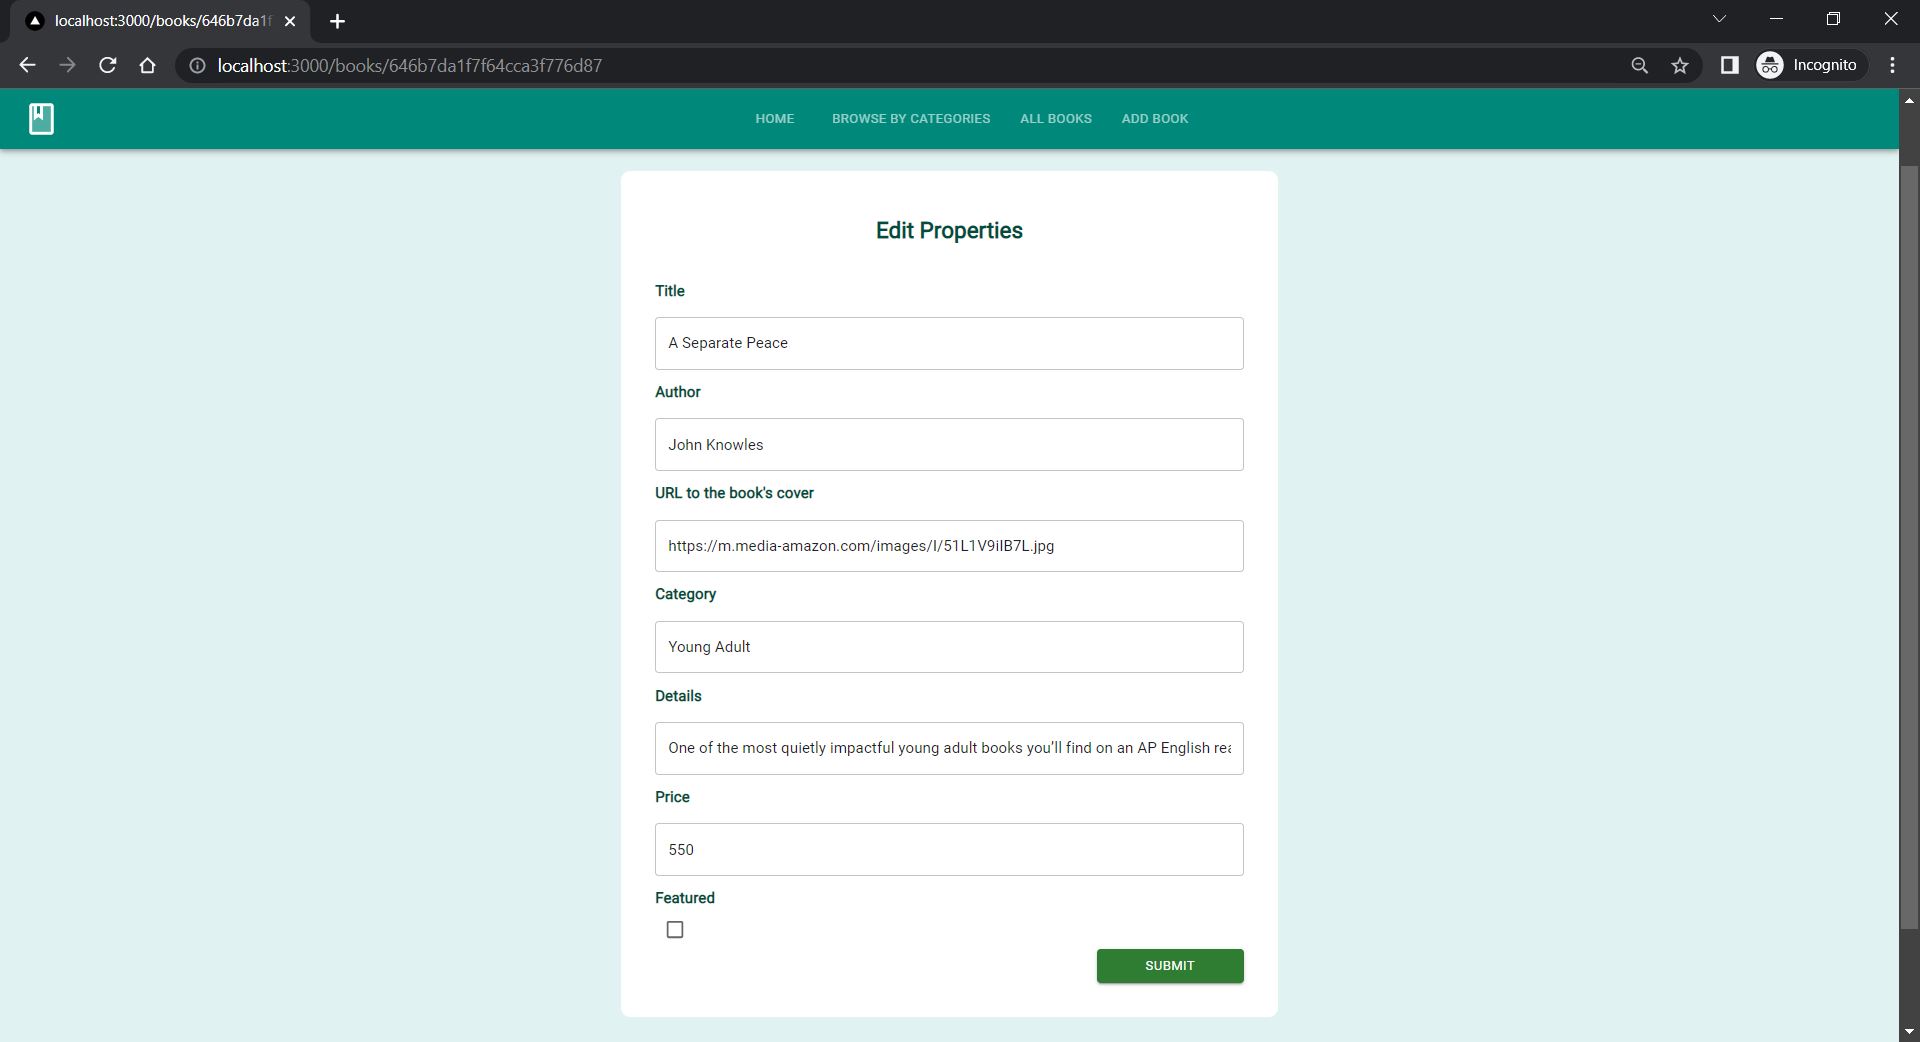 localhost:3000/books/646b7da1f
localhost:3000/books/646b7da1f7f64cca3f776d87
Incognito
HOME BROWSE BY CATEGORIES ALL BOOKS ADD BOOK
Edit Properties
Title
A Separate Peace
Author
John Knowles
URL to the book's cover
https://m.media-amazon.com/images/I/51L1V9iIB7L.jpg
Category
Young Adult
Details
One of the most quietly impactful young adult books you'll find on an AP English rea
Price
550
Featured
SUBMIT